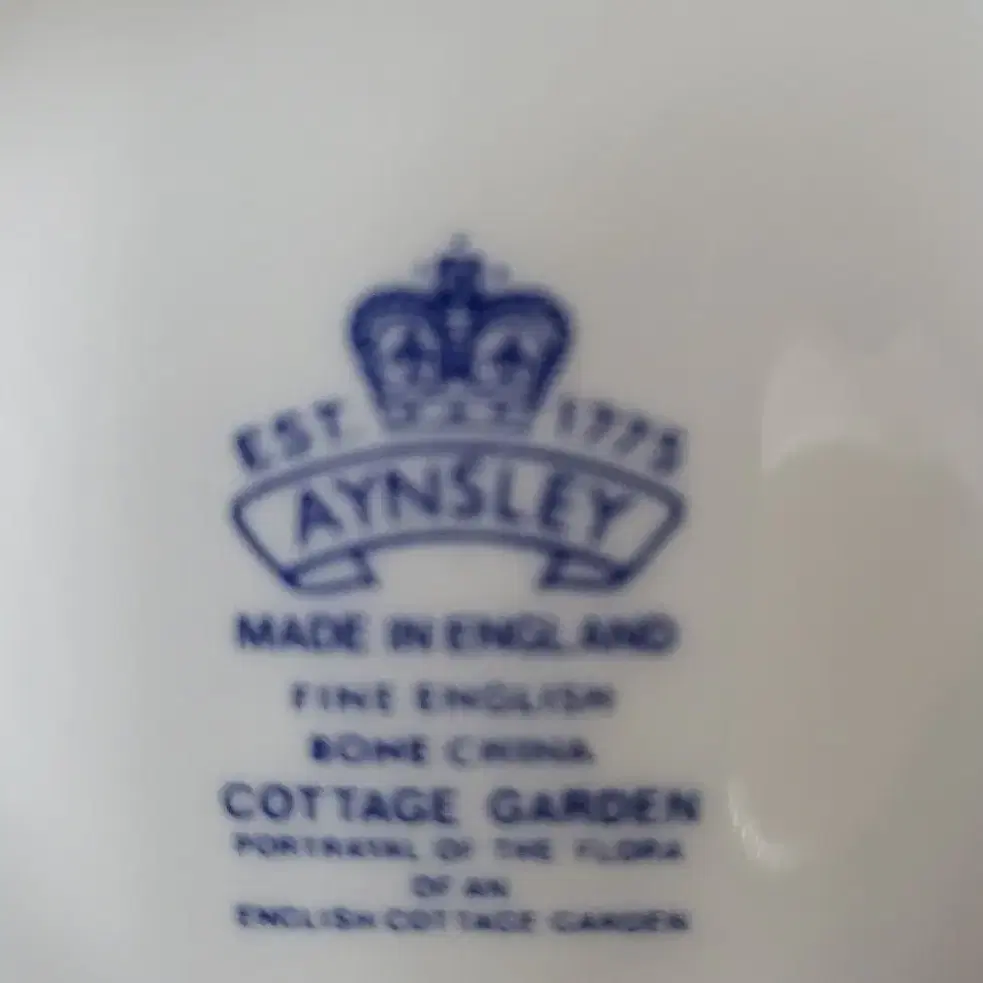 EST 1775
AYNSLEY
MADE IN ENGLAND
FINE ENGLISH
BONE CHINA
COTTAGE GARDEN
PORTRAYAL OF THE FLORA
OF AN
ENGLISH COTTAGE GARDEN